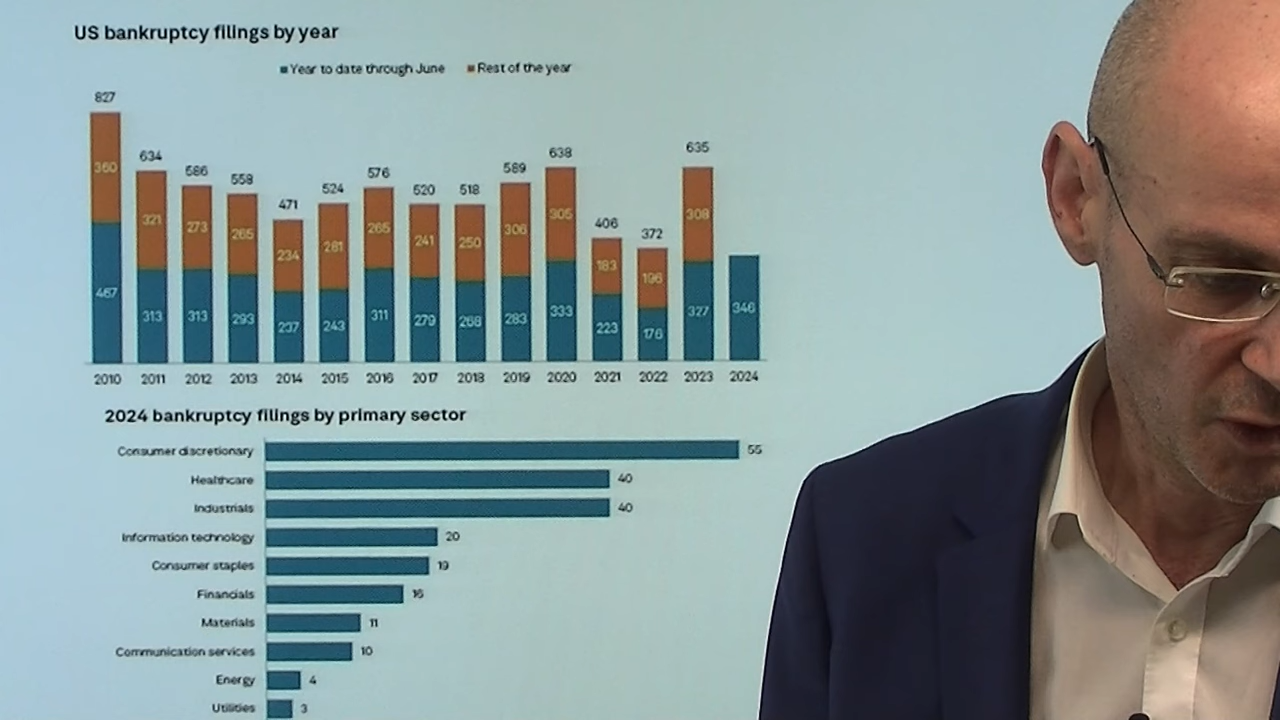 US bankruptcy filings by year
Year to date through June Rest of the year
827 634 586 558 471 524 576 520 518 589 638 406 372 635
360 321 273 265 234 281 265 241 250 306 305 183 196 308
467 313 313 293 237 243 311 279 268 283 333 223 176 327 346
2010 2011 2012 2013 2014 2015 2016 2017 2018 2019 2020 2021 2022 2023 2024
2024 bankruptcy filings by primary sector
Consumer discretionary 55
Healthcare 40
Industrials 40
Information technology 20
Consumer staples 19
Financials 16
Materials 11
Communication services 10
Energy 4
Utilities 3